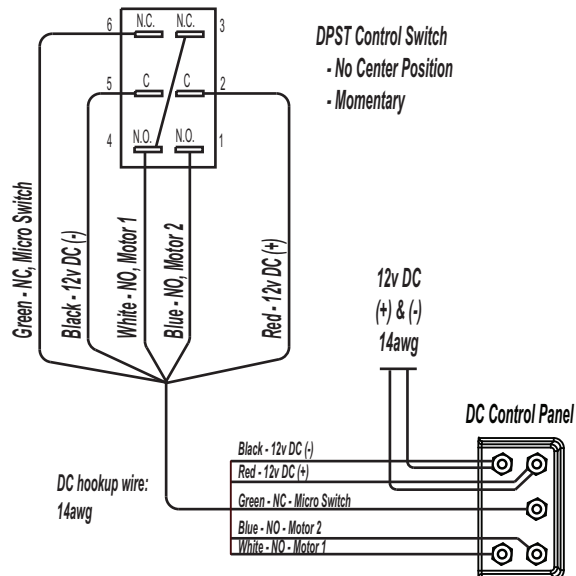 6 N.C. N.C. 3
5 C C 2
4 N.O. N.O. 1
DPST Control Switch
- No Center Position
- Momentary
Green - NC, Micro Switch
Black - 12v DC (-)
White - NO, Motor 1
Blue - NO, Motor 2
Red - 12v DC (+)
12v DC
(+) & (-)
14awg
DC Control Panel
DC hookup wire:
14awg
Black - 12v DC (-)
Red - 12v DC (+)
Green - NC - Micro Switch
Blue - NO - Motor 2
White - NO - Motor 1